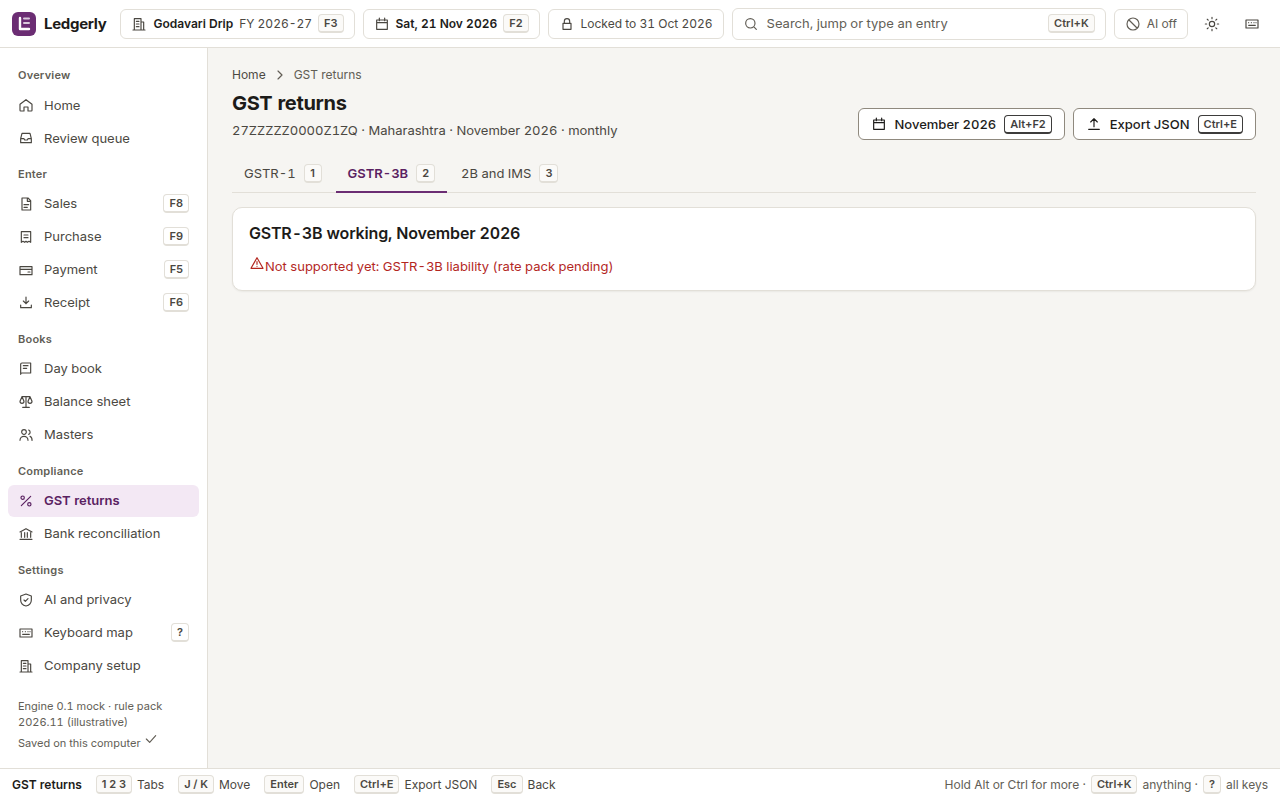 Ledgerly
Godavari Drip FY 2026-27 F3
Sat, 21 Nov 2026 F2
Locked to 31 Oct 2026
Search, jump or type an entry Ctrl+K
AI off
Overview
Home
Review queue
Enter
Sales F8
Purchase F9
Payment F5
Receipt F6
Books
Day book
Balance sheet
Masters
Compliance
GST returns
Bank reconciliation
Settings
AI and privacy
Keyboard map ?
Company setup
Engine 0.1 mock · rule pack
2026.11 (illustrative)
Saved on this computer
Home GST returns
GST returns
27ZZZZZ0000Z1ZQ · Maharashtra · November 2026 · monthly
November 2026 Alt+F2
Export JSON Ctrl+E
GSTR-1 1 GSTR-3B 2 2B and IMS 3
GSTR-3B working, November 2026
Not supported yet: GSTR-3B liability (rate pack pending)
GST returns 1 2 3 Tabs J / K Move Enter Open Ctrl+E Export JSON Esc Back
Hold Alt or Ctrl for more · Ctrl+K anything · ? all keys